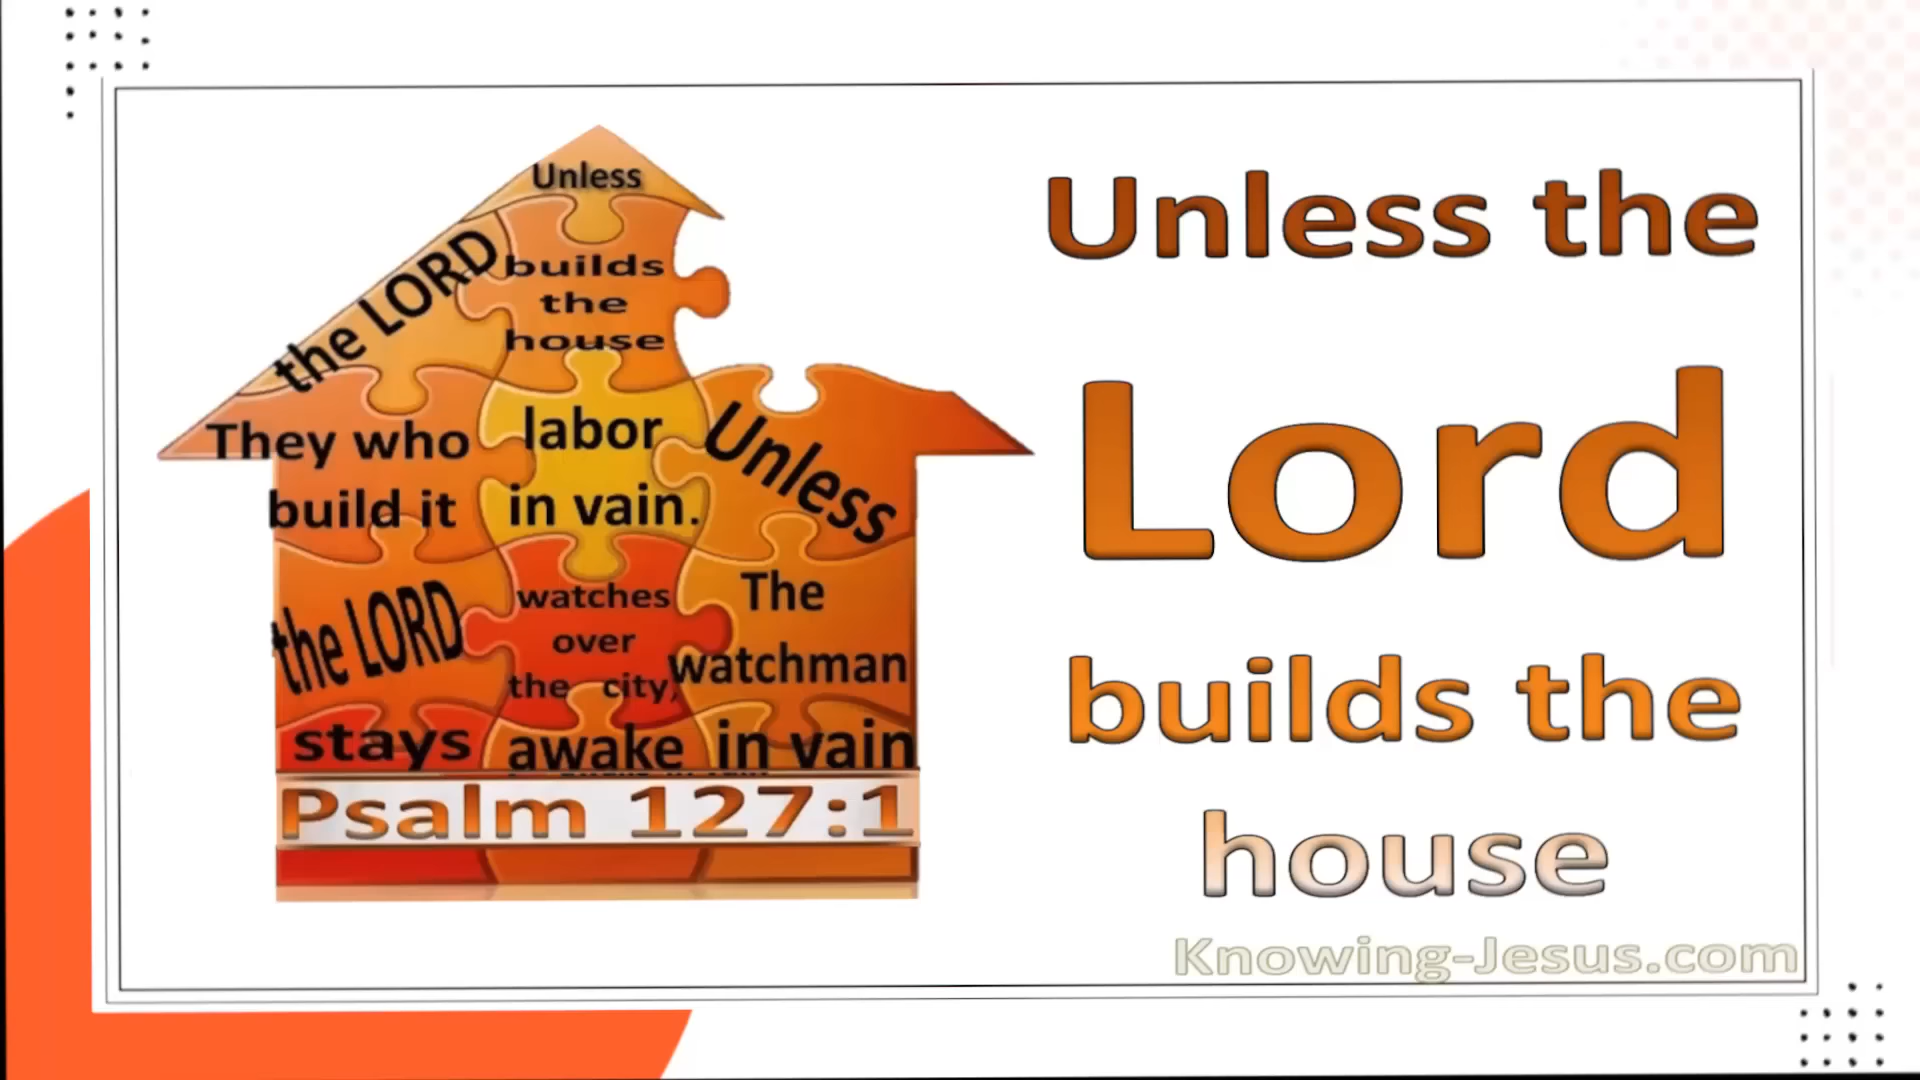 Unless
the LORD
builds
the
house
They who
build it
labor
in vain.
Unless
the LORD
watches
over
the city,
The
watchman
stays
awake
in vain
Psalm 127:1
Unless the
Lord
builds the
house
Knowing-Jesus.com